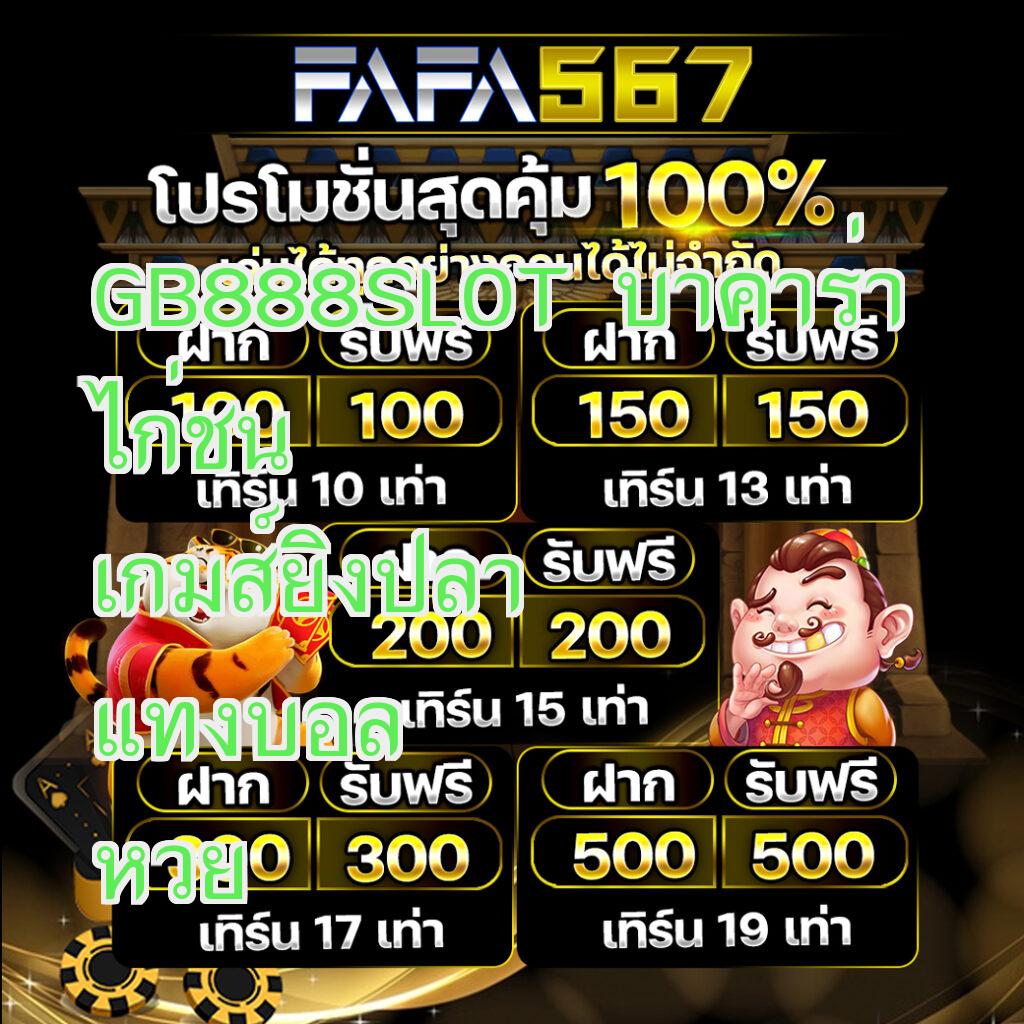 FAFA567
โปรโมชั่นสุดคุ้ม 100%
GB888SLOT บาคาร่า
ฝาก รับฟรี ฝาก รับฟรี
ไก่ชน
100 100 150 150
เทิร์น 10 เท่า เทิร์น 13 เท่า
ฝาก รับฟรี
เกมส์ยิงปลา
200 200
เทิร์น 15 เท่า
แทงบอล
ฝาก รับฟรี ฝาก รับฟรี
หวย
300 300 500 500
เทิร์น 17 เท่า เทิร์น 19 เท่า